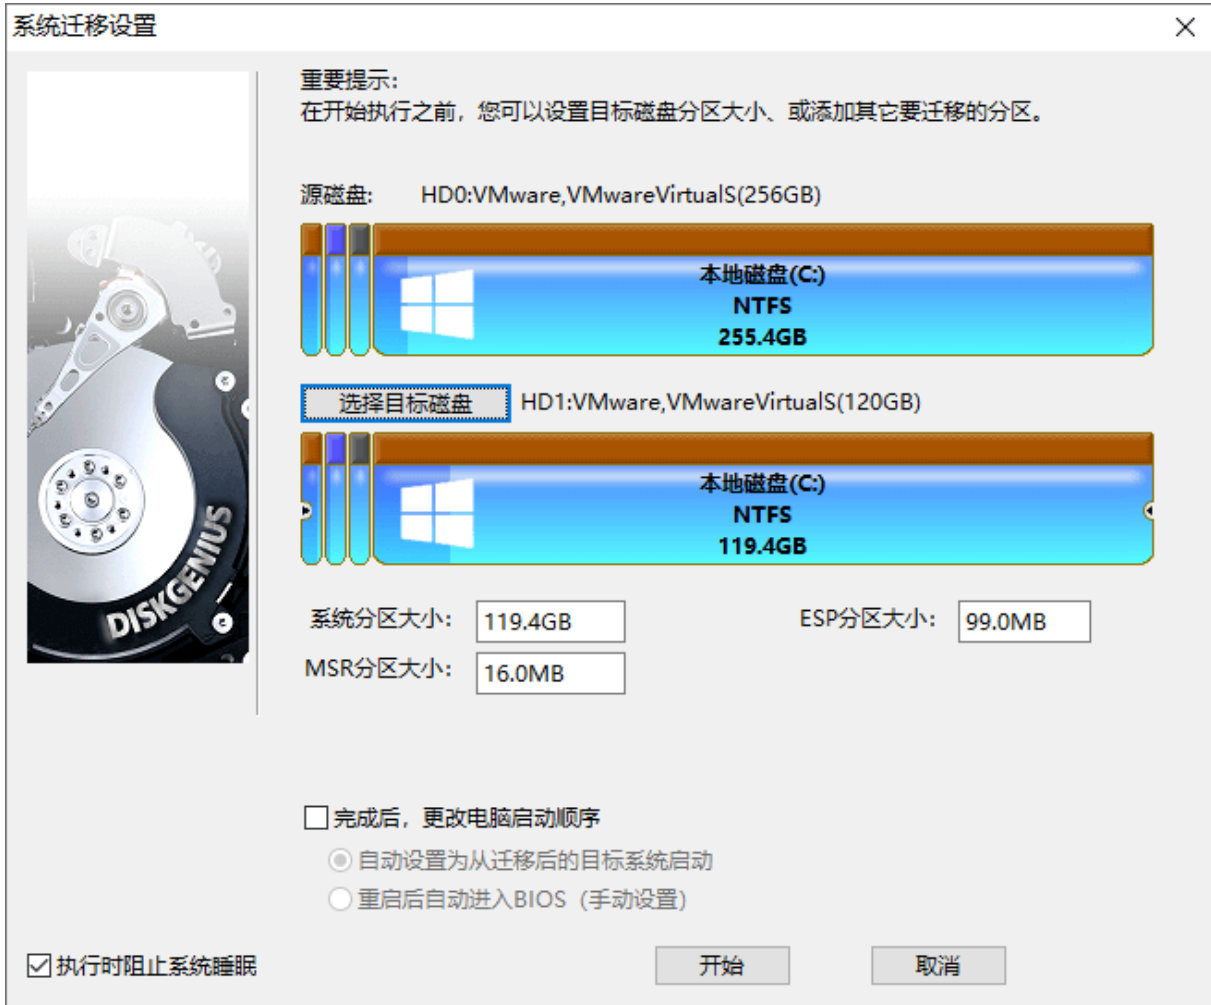 系统迁移设置
重要提示:
在开始执行之前，您可以设置目标磁盘分区大小、或添加其它要迁移的分区。
源磁盘: HD0:VMware,VMwareVirtualS(256GB)
本地磁盘(C:)
NTFS
255.4GB
选择目标磁盘 HD1:VMware,VMwareVirtualS(120GB)
本地磁盘(C:)
NTFS
119.4GB
DISKGENIUS
系统分区大小: 119.4GB ESP分区大小: 99.0MB
MSR分区大小: 16.0MB
完成后，更改电脑启动顺序
自动设置为从迁移后的目标系统启动
重启后自动进入BIOS（手动设置）
执行时阻止系统睡眠 开始 取消